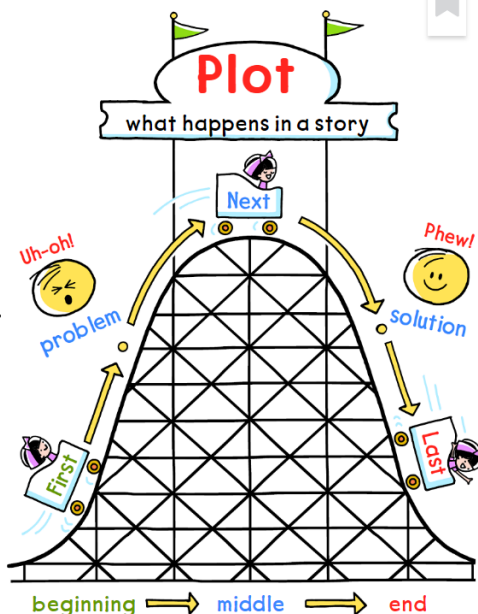 Plot
what happens in a story
Next
Uh-oh!
Phew!
problem
solution
First
Last
beginning middle end